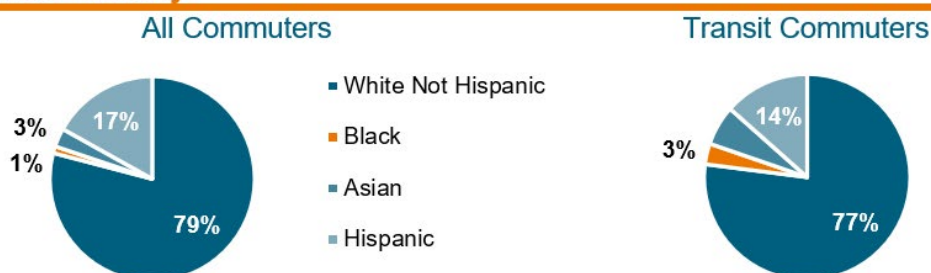 All Commuters
17%
3%
1%
79%
White Not Hispanic
Black
Asian
Hispanic
Transit Commuters
14%
3%
77%